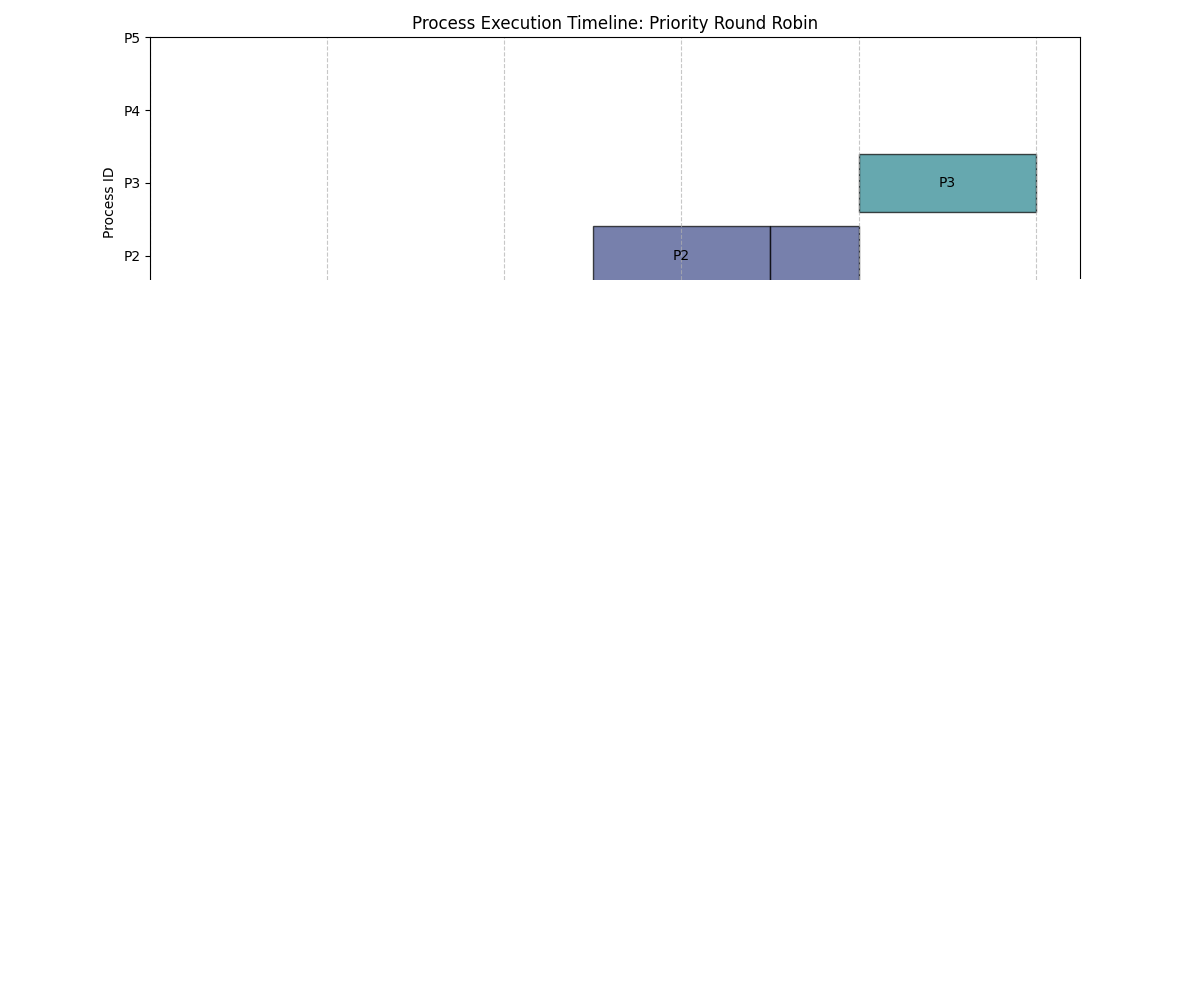 Process Execution Timeline: Priority Round Robin
P5
P4
P3
P3
Process ID
P2
P2